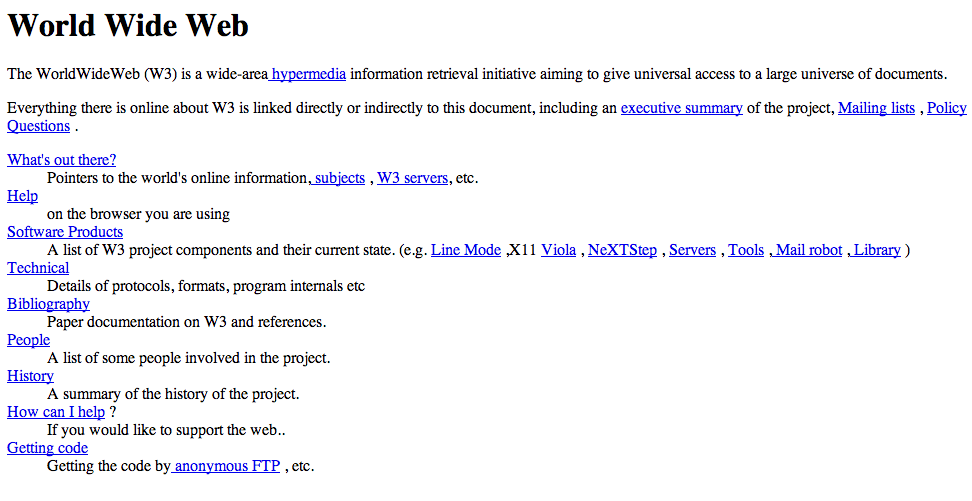 World Wide Web
The WorldWideWeb (W3) is a wide-area hypermedia information retrieval initiative aiming to give universal access to a large universe of documents.
Everything there is online about W3 is linked directly or indirectly to this document, including an executive summary of the project, Mailing lists , Policy
Questions .
What's out there?
Pointers to the world's online information, subjects , W3 servers, etc.
Help
on the browser you are using
Software Products
A list of W3 project components and their current state. (e.g. Line Mode ,X11 Viola , NeXTStep , Servers , Tools , Mail robot , Library )
Technical
Details of protocols, formats, program internals etc
Bibliography
Paper documentation on W3 and references.
People
A list of some people involved in the project.
History
A summary of the history of the project.
How can I help ?
If you would like to support the web..
Getting code
Getting the code by anonymous FTP , etc.